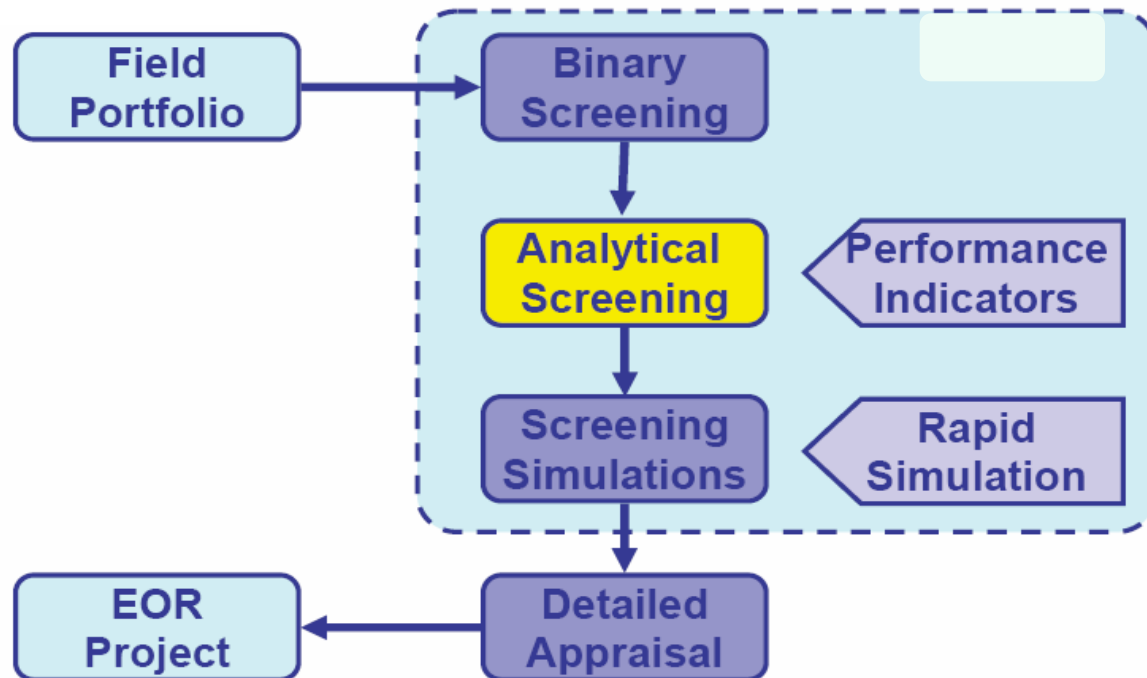 Field
Portfolio
Binary
Screening
Analytical
Screening
Performance
Indicators
Screening
Simulations
Rapid
Simulation
EOR
Project
Detailed
Appraisal